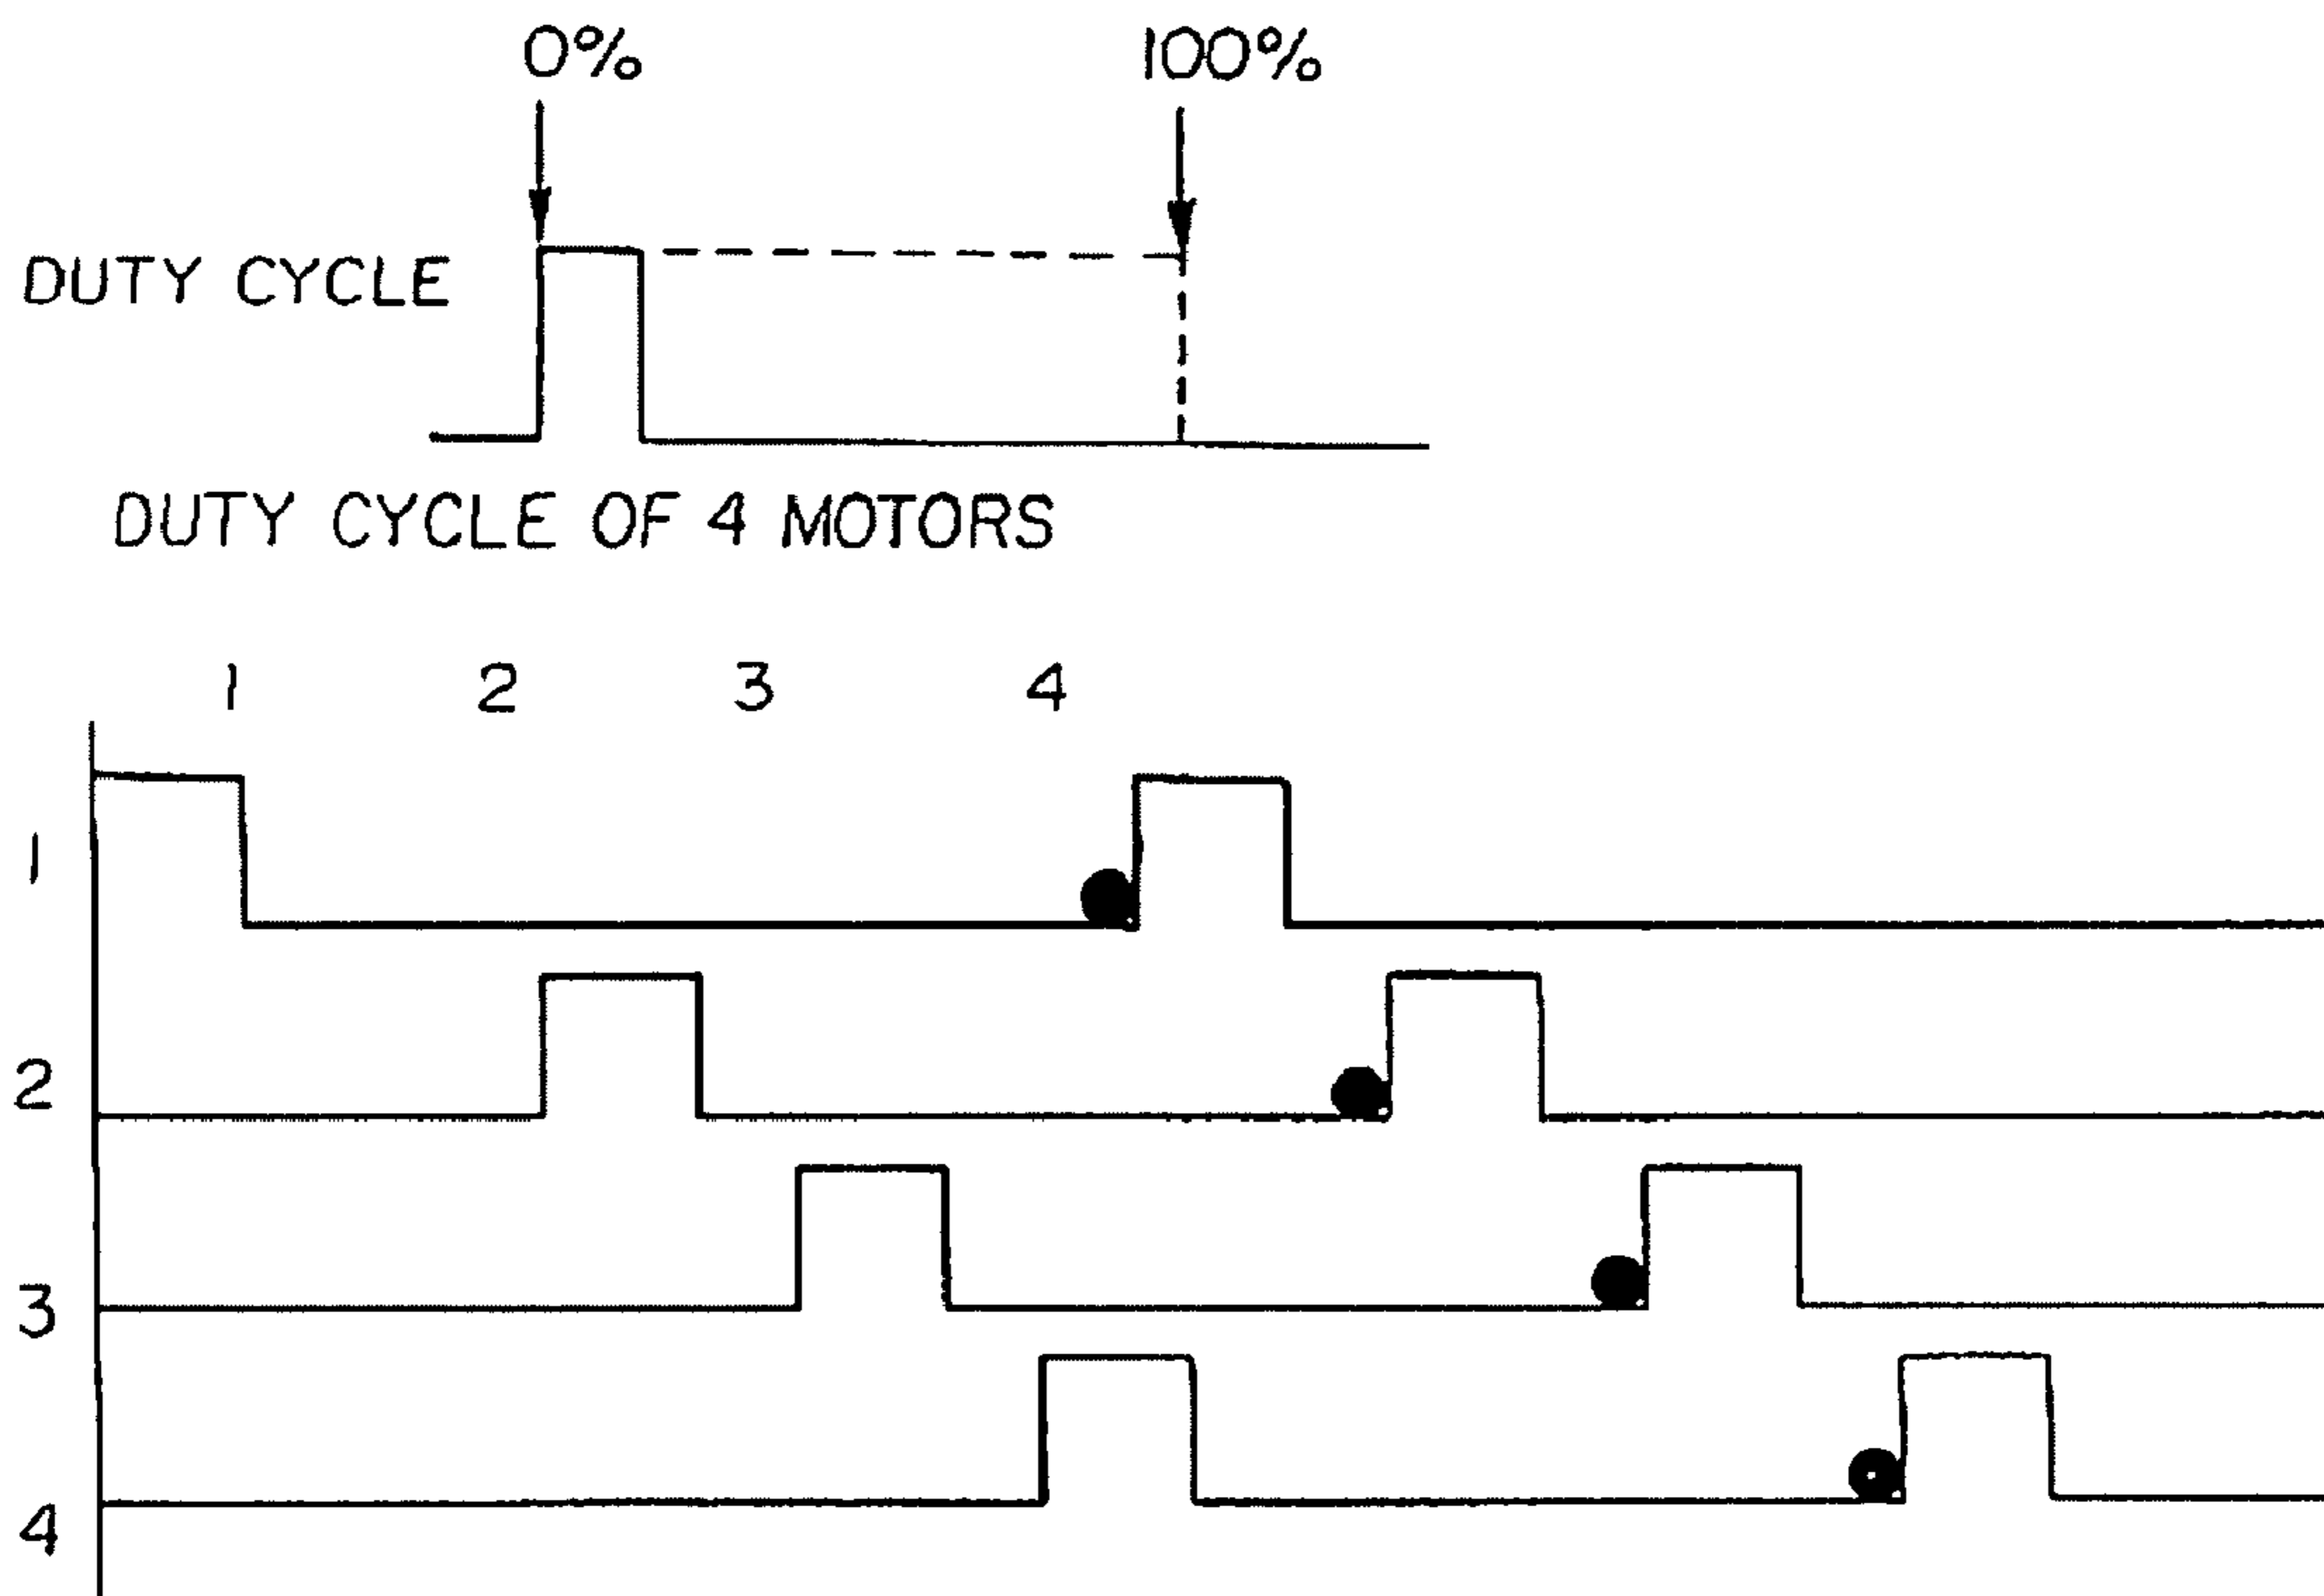 0% 100%
DUTY CYCLE
DUTY CYCLE OF 4 MOTORS
1 2 3 4
1
2
3
4